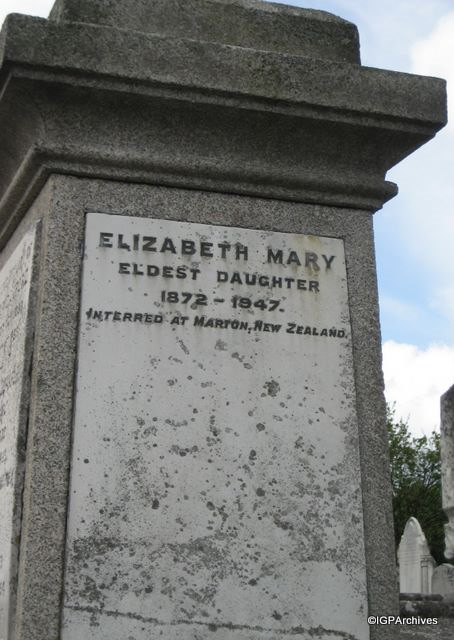 ELIZABETH MARY
ELDEST DAUGHTER
1872 – 1947.
INTERRED AT MARTON, NEW ZEALAND.
©IGPArchives